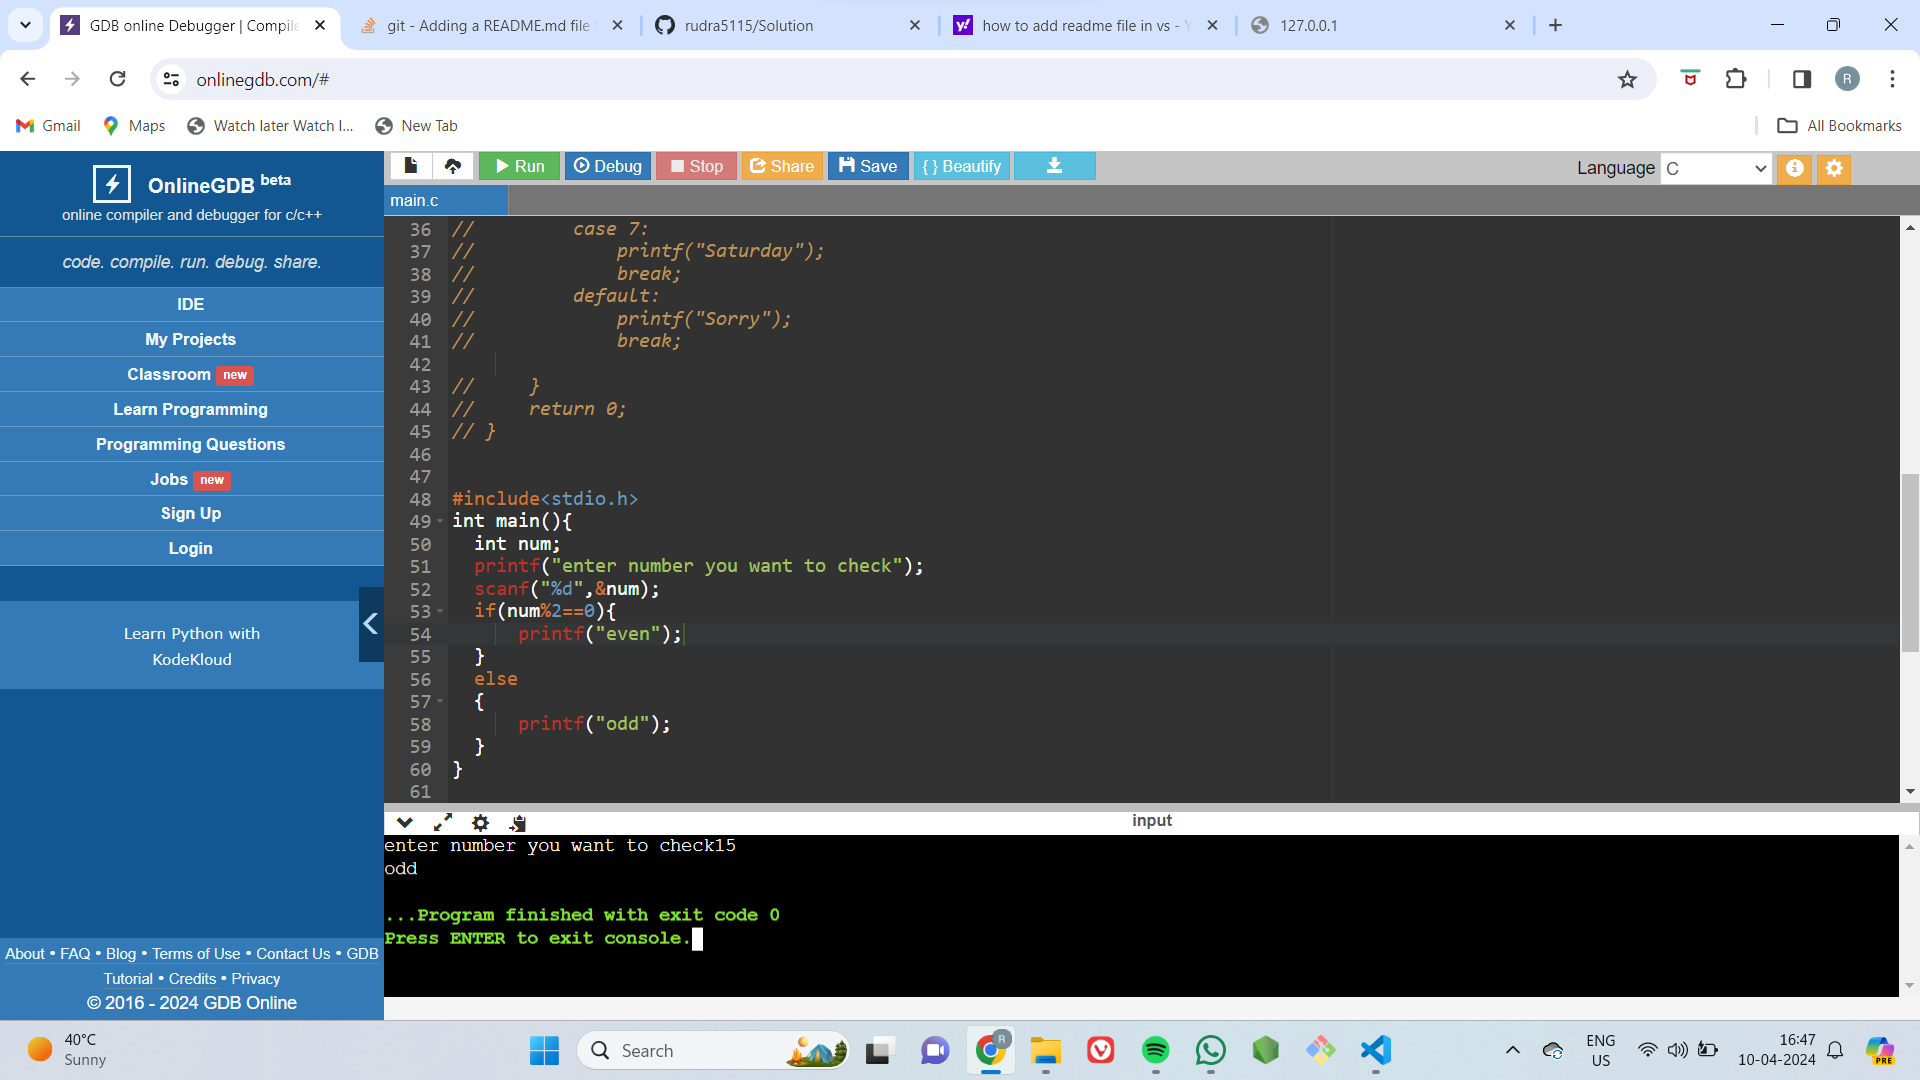 GDB online Debugger | Compile
git - Adding a README.md file
rudra5115/Solution
how to add readme file in vs - Y
127.0.0.1
onlinegdb.com/#
R
Gmail
Maps
Watch later Watch l...
New Tab
All Bookmarks
OnlineGDB beta
online compiler and debugger for c/c++
code. compile. run. debug. share.
IDE
My Projects
Classroom new
Learn Programming
Programming Questions
Jobs new
Sign Up
Login
Learn Python with
KodeKloud
About • FAQ • Blog • Terms of Use • Contact Us • GDB
Tutorial • Credits • Privacy
© 2016 - 2024 GDB Online
Run Debug Stop Share Save { } Beautify
Language C
main.c
36 // case 7:
37 // printf("Saturday");
38 // break;
39 // default:
40 // printf("Sorry");
41 // break;
42
43 // }
44 // return 0;
45 // }
46
47
48 #include<stdio.h>
49 int main(){
50 int num;
51 printf("enter number you want to check");
52 scanf("%d",&num);
53 if(num%2==0){
54 printf("even");
55 }
56 else
57 {
58 printf("odd");
59 }
60 }
61
input
enter number you want to check15
odd
...Program finished with exit code 0
Press ENTER to exit console.
40°C
Sunny
Search
R
ENG
US
16:47
10-04-2024
PRE